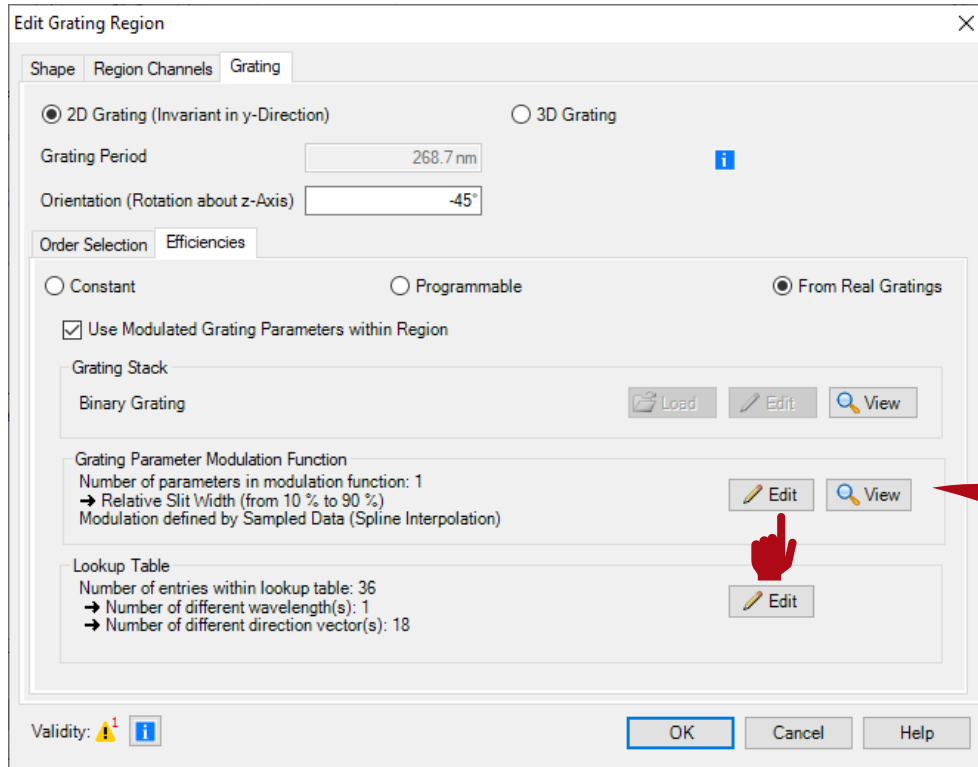 Edit Grating Region
Shape Region Channels Grating
2D Grating (Invariant in y-Direction) 3D Grating
Grating Period 268.7 nm
Orientation (Rotation about z-Axis) -45°
Order Selection Efficiencies
Constant Programmable From Real Gratings
Use Modulated Grating Parameters within Region
Grating Stack
Binary Grating Load Edit View
Grating Parameter Modulation Function
Number of parameters in modulation function: 1
➔ Relative Slit Width (from 10 % to 90 %)
Modulation defined by Sampled Data (Spline Interpolation)
Edit View
Lookup Table
Number of entries within lookup table: 36
➔ Number of different wavelength(s): 1
➔ Number of different direction vector(s): 18
Edit
Validity: 1 OK Cancel Help